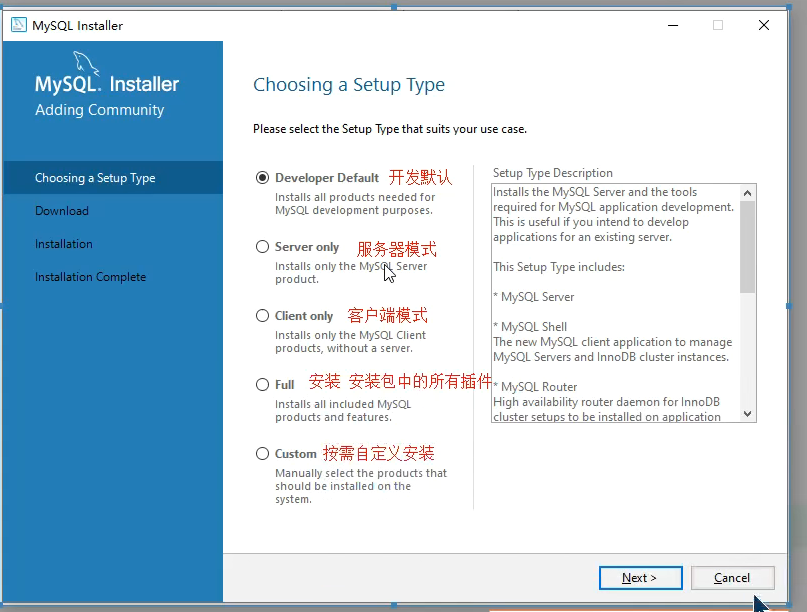 MySQL Installer
MySQL. Installer
Adding Community
Choosing a Setup Type
Download
Installation
Installation Complete
Choosing a Setup Type
Please select the Setup Type that suits your use case.
Developer Default 开发默认
Installs all products needed for
MySQL development purposes.
Server only 服务器模式
Installs only the MySQL Server
product.
Client only 客户端模式
Installs only the MySQL Client
products, without a server.
Full 安装 安装包中的所有插件
Installs all included MySQL
products and features.
Custom 按需自定义安装
Manually select the products that
should be installed on the
system.
Setup Type Description
Installs the MySQL Server and the tools
required for MySQL application development.
This is useful if you intend to develop
applications for an existing server.
This Setup Type includes:
* MySQL Server
* MySQL Shell
The new MySQL client application to manage
MySQL Servers and InnoDB cluster instances.
* MySQL Router
High availability router daemon for InnoDB
cluster setups to be installed on application
Next >
Cancel